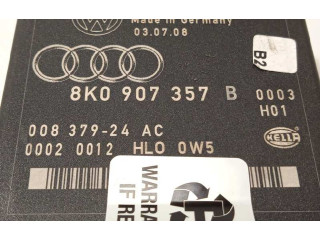 Made in Germany
03.07.08
B2
8K0 907 357 B 0003
H01
008 379-24 AC
0002 0012 HLO 0W5
HELLA
WARRAN
IF RE